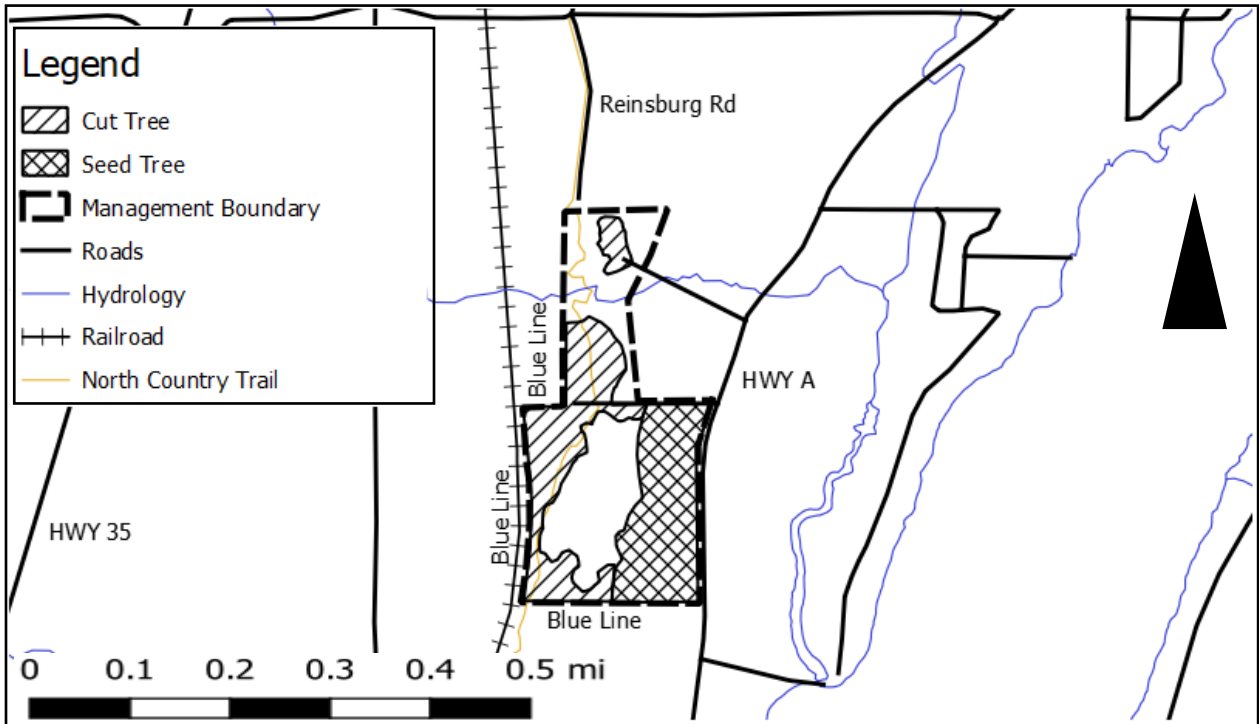 Legend
Cut Tree
Seed Tree
Management Boundary
Roads
Hydrology
Railroad
North Country Trail
Reinsburg Rd
Blue Line
HWY A
Blue Line
HWY 35
Blue Line
0 0.1 0.2 0.3 0.4 0.5 mi